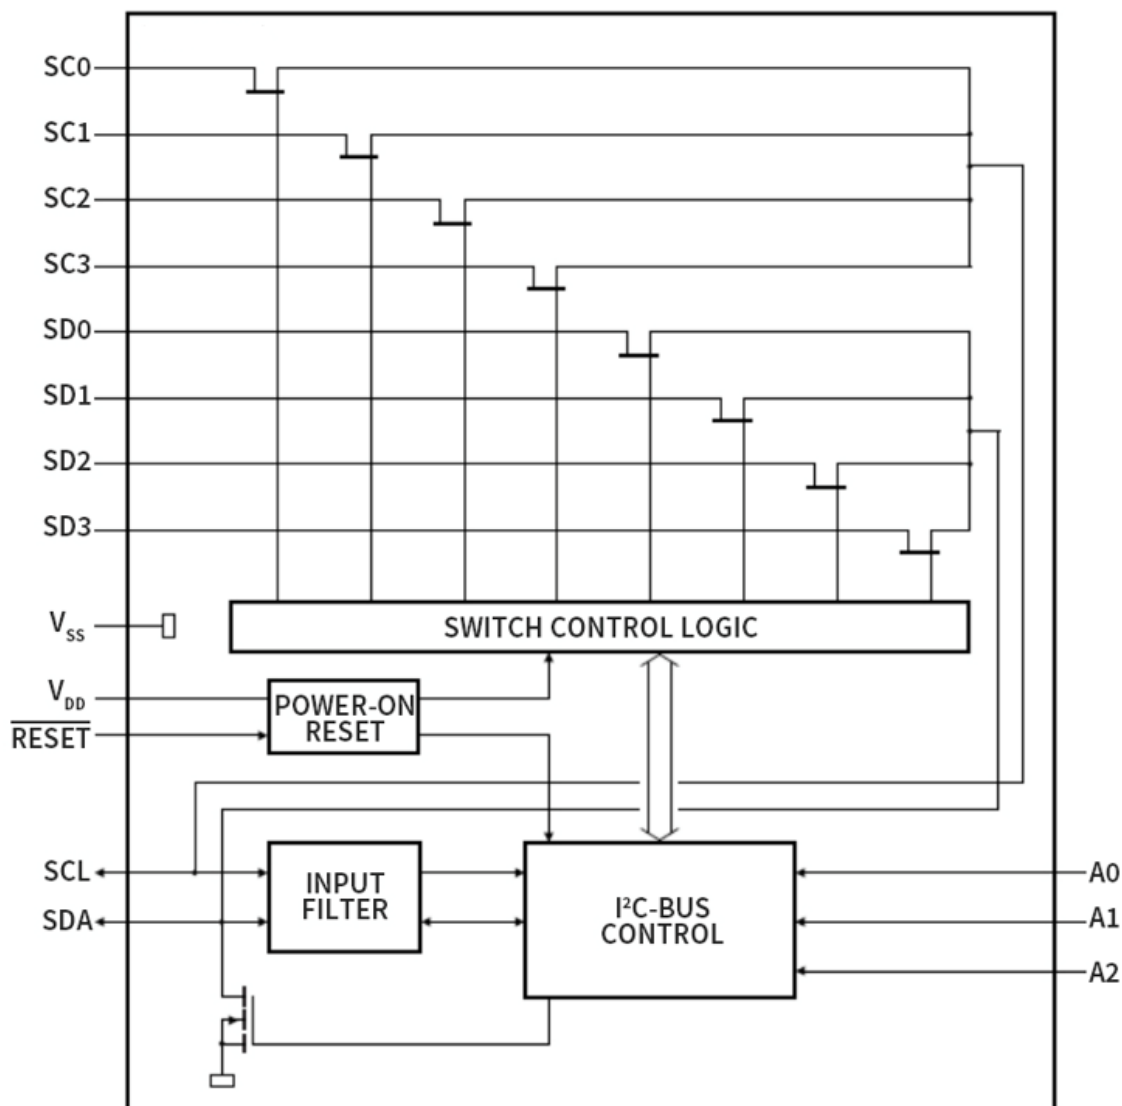 SC0
SC1
SC2
SC3
SD0
SD1
SD2
SD3
VSS
SWITCH CONTROL LOGIC
VDD
RESET
POWER-ON
RESET
SCL
SDA
INPUT
FILTER
I²C-BUS
CONTROL
A0
A1
A2